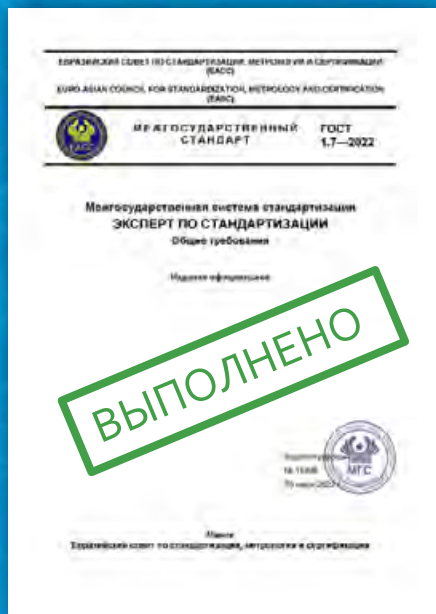 ЕВРАЗИЙСКИЙ СОВЕТ ПО СТАНДАРТИЗАЦИИ, МЕТРОЛОГИИ И СЕРТИФИКАЦИИ
(ЕАСС)
EURO-ASIAN COUNCIL FOR STANDARDIZATION, METROLOGY AND CERTIFICATION
(EASC)
МЕЖГОСУДАРСТВЕННЫЙ
СТАНДАРТ
ГОСТ
1.7—2022
ЕАСС
Межгосударственная система стандартизации
ЭКСПЕРТ ПО СТАНДАРТИЗАЦИИ
Общие требования
Издание официальное
ВЫПОЛНЕНО
МГС
Минск
Евразийский совет по стандартизации, метрологии и сертификации